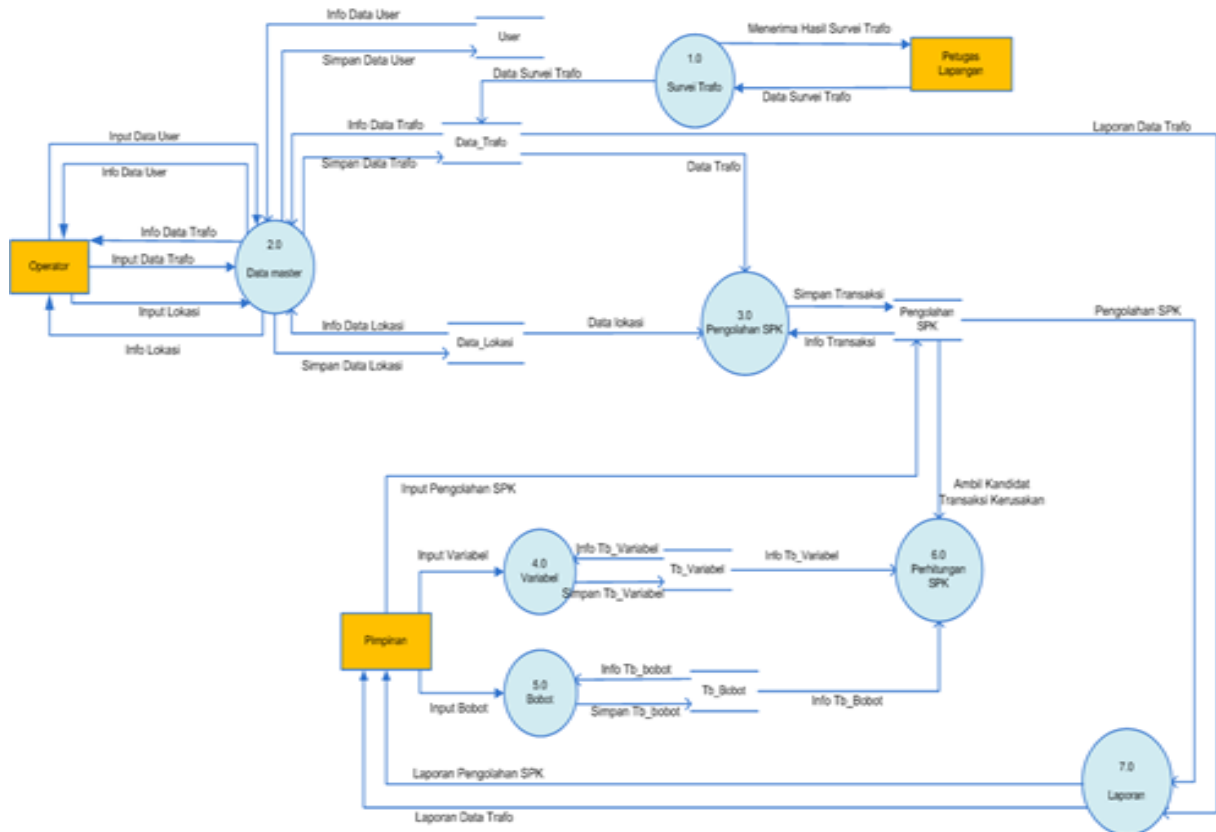 Info Data User
User
Simpan Data User
Menerima Hasil Survei Trafo
1.0
Survei Trafo
Petugas
Lapangan
Data Survei Trafo
Data Survei Trafo
Input Data User
Info Data Trafo
Data_Trafo
Laporan Data Trafo
Info Data User
Simpan Data Trafo
Data Trafo
Info Data Trafo
2.0
Data master
Operator
Input Data Trafo
Input Lokasi
Info Lokasi
Info Data Lokasi
Data_Lokasi
Simpan Data Lokasi
Data lokasi
3.0
Pengolahan SPK
Simpan Transaksi
Info Transaksi
Pengolahan
SPK
Pengolahan SPK
Input Pengolahan SPK
Ambil Kandidat
Transaksi Kerusakan
Input Variabel
4.0
Variabel
Info Tb_Variabel
Tb_Variabel
Simpan Tb_Variabel
Info Tb_Variabel
6.0
Perhitungan
SPK
Pimpinan
Input Bobot
5.0
Bobot
Info Tb_bobot
Tb_Bobot
Simpan Tb_bobot
Info Tb_Bobot
Laporan Pengolahan SPK
7.0
Laporan
Laporan Data Trafo